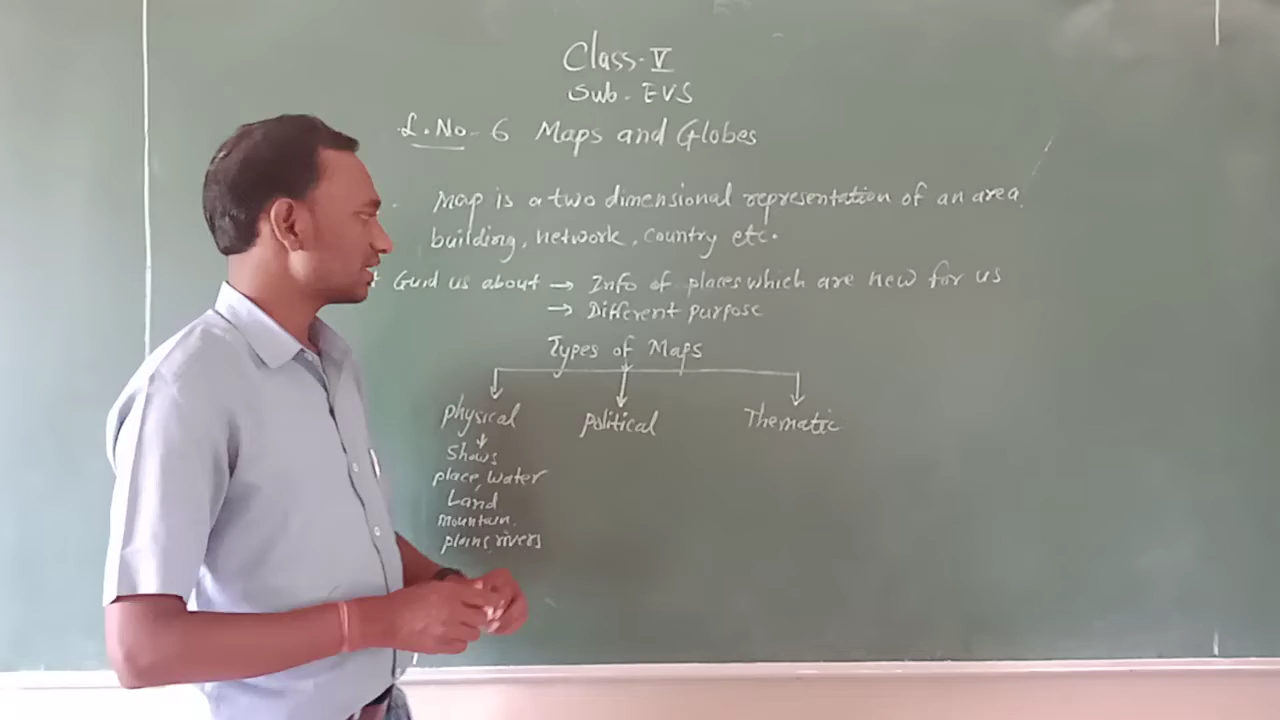 Class-V
Sub-EVS
L.No-6 Maps and Globes
Map is a two dimensional representation of an area,
building, network, country etc.
Guid us about → Info of places which are new for us
→ Different purpose
Types of Maps
Physical Political Thematic
Shows
place, water
Land
Mountain,
plains, rivers